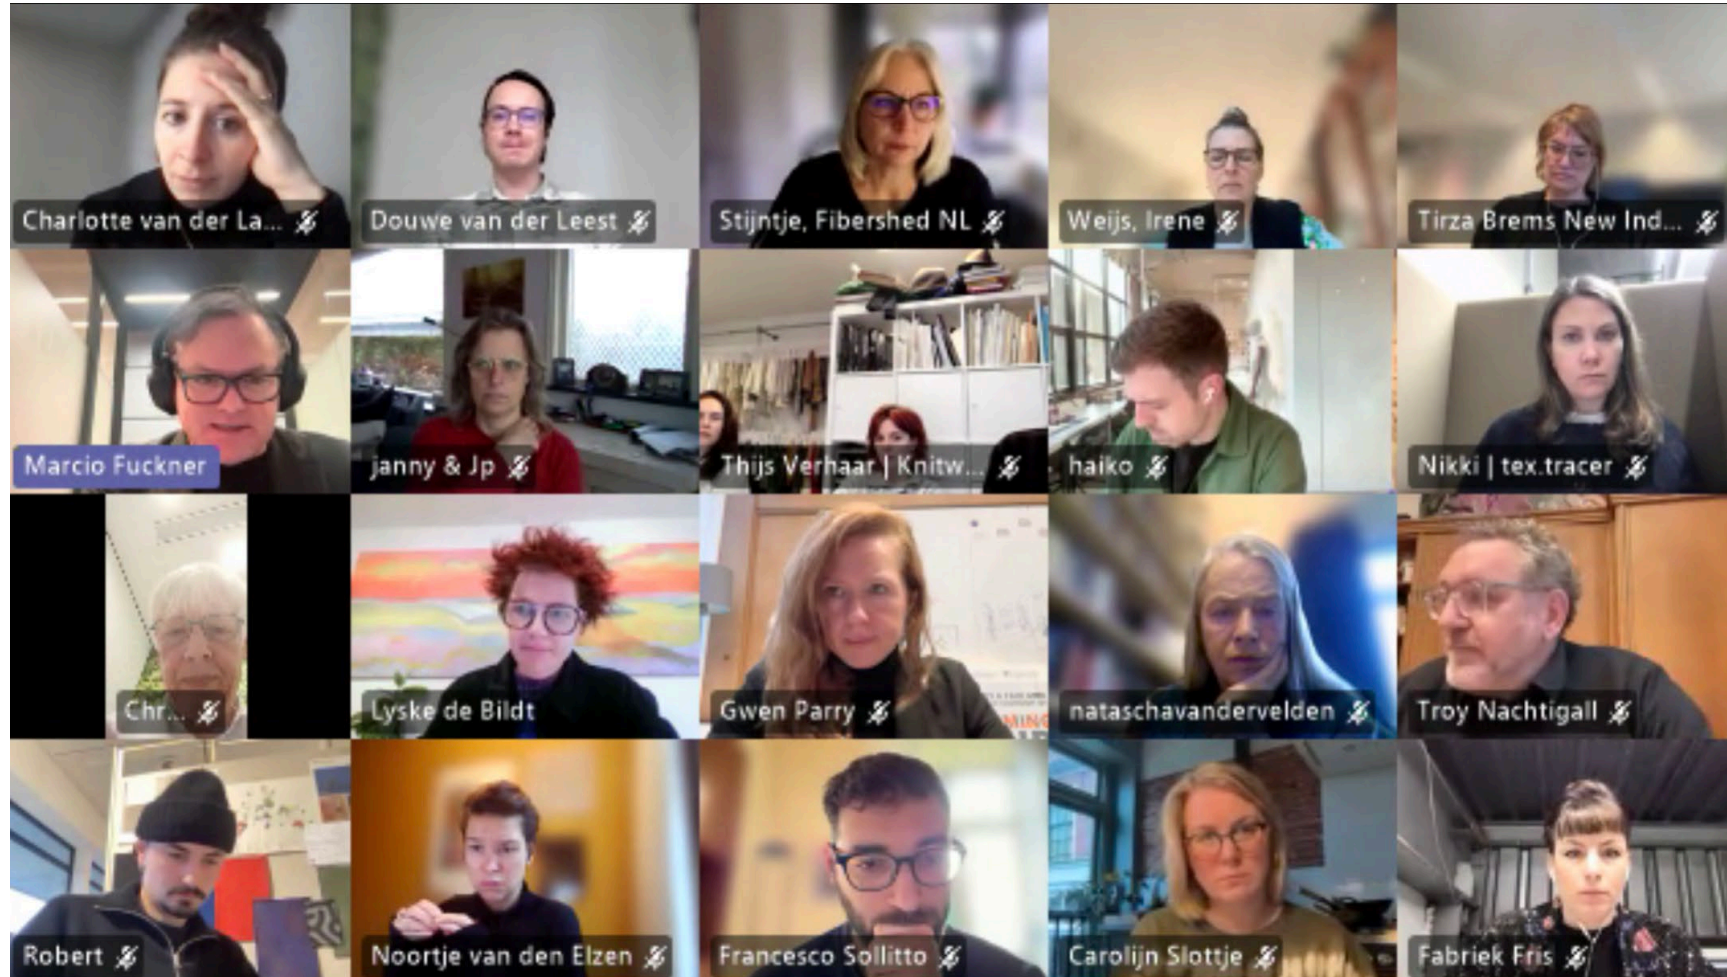 Charlotte van der La...
Douwe van der Leest
Stijntje, Fibershed NL
Weijs, Irene
Tirza Brems New Ind...
Marcio Fuckner
janny & Jp
Thijs Verhaar | Knitw...
haiko
Nikki | tex.tracer
Chr...
Lyske de Bildt
Gwen Parry
nataschavandervelden
Troy Nachtigall
Robert
Noortje van den Elzen
Francesco Sollitto
Carolijn Slottje
Fabriek Fris